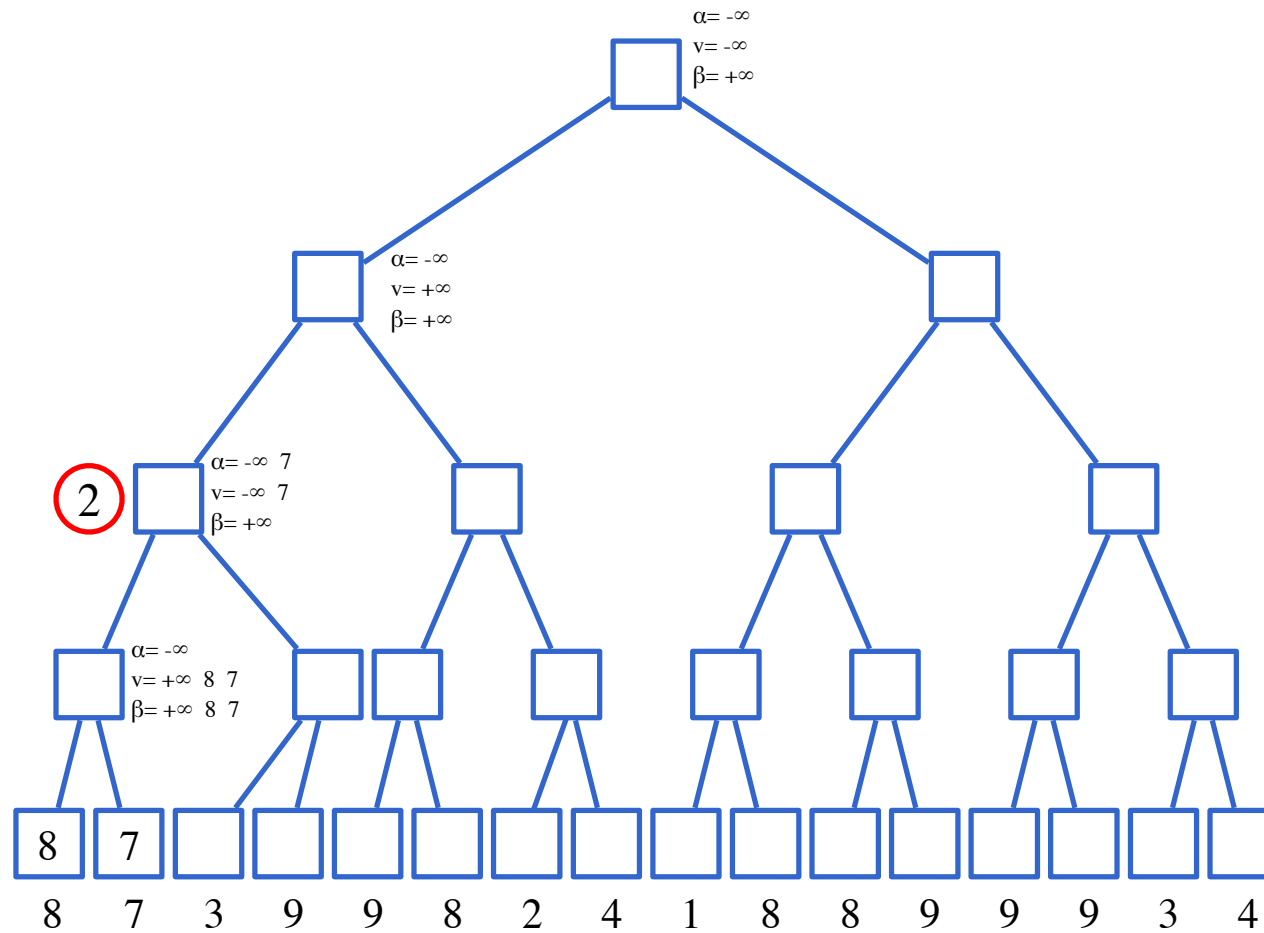 α= -∞
v= -∞
β= +∞
α= -∞
v= +∞
β= +∞
2
α= -∞ 7
v= -∞ 7
β= +∞
α= -∞
v= +∞ 8 7
β= +∞ 8 7
8 7
8 7 3 9 9 8 2 4 1 8 8 9 9 9 3 4